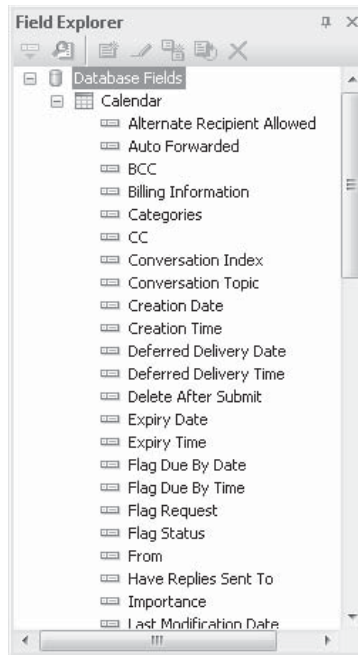 Field Explorer
Database Fields
Calendar
Alternate Recipient Allowed
Auto Forwarded
BCC
Billing Information
Categories
CC
Conversation Index
Conversation Topic
Creation Date
Creation Time
Deferred Delivery Date
Deferred Delivery Time
Delete After Submit
Expiry Date
Expiry Time
Flag Due By Date
Flag Due By Time
Flag Request
Flag Status
From
Have Replies Sent To
Importance
Last Modification Date